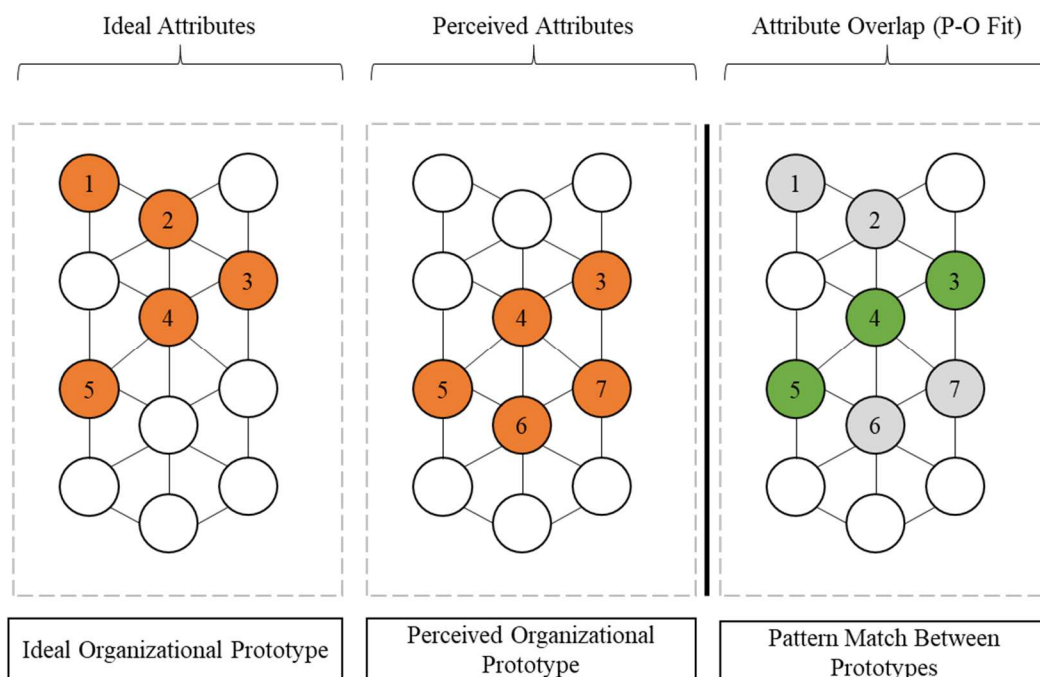 Ideal Attributes
Perceived Attributes
Attribute Overlap (P-O Fit)
1
2
3
4
5
3
4
5
7
6
1
2
3
4
5
7
6
Ideal Organizational Prototype
Perceived Organizational
Prototype
Pattern Match Between
Prototypes